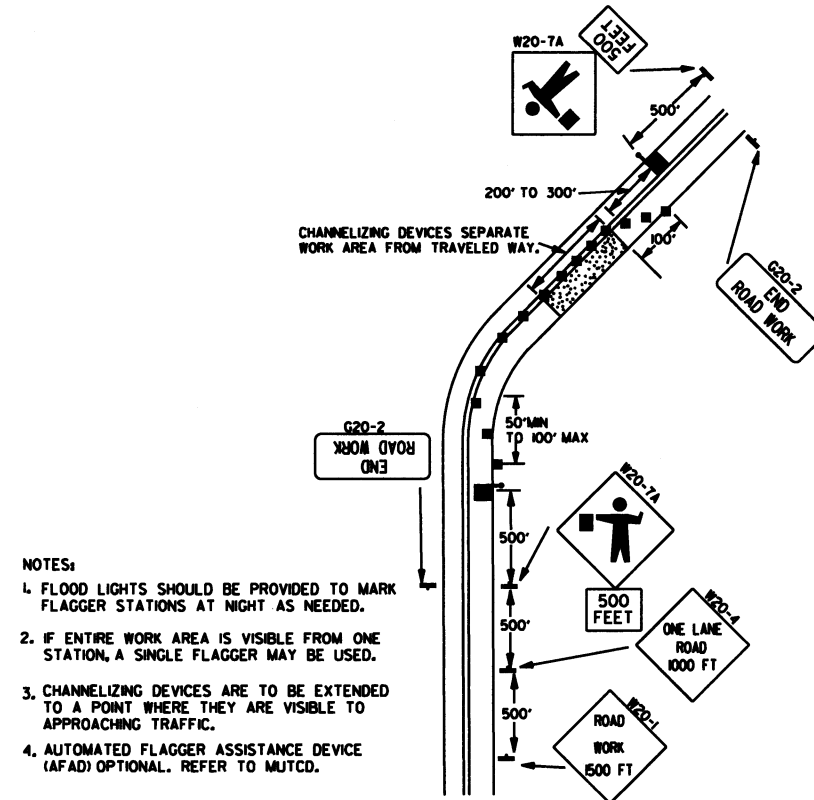 W20-7A
500
FEET
500'
200' TO 300'
CHANNELIZING DEVICES SEPARATE
WORK AREA FROM TRAVELED WAY.
100'
G20-2
END
ROAD WORK
50'MIN
TO 100' MAX
G20-2
END
ROAD WORK
W20-7A
500'
500
FEET
W20-4
ONE LANE
ROAD
1000 FT
500'
W20-1
ROAD
WORK
1500 FT
500'
NOTES:
1. FLOOD LIGHTS SHOULD BE PROVIDED TO MARK
FLAGGER STATIONS AT NIGHT AS NEEDED.
2. IF ENTIRE WORK AREA IS VISIBLE FROM ONE
STATION, A SINGLE FLAGGER MAY BE USED.
3. CHANNELIZING DEVICES ARE TO BE EXTENDED
TO A POINT WHERE THEY ARE VISIBLE TO
APPROACHING TRAFFIC.
4. AUTOMATED FLAGGER ASSISTANCE DEVICE
(AFAD) OPTIONAL. REFER TO MUTCD.